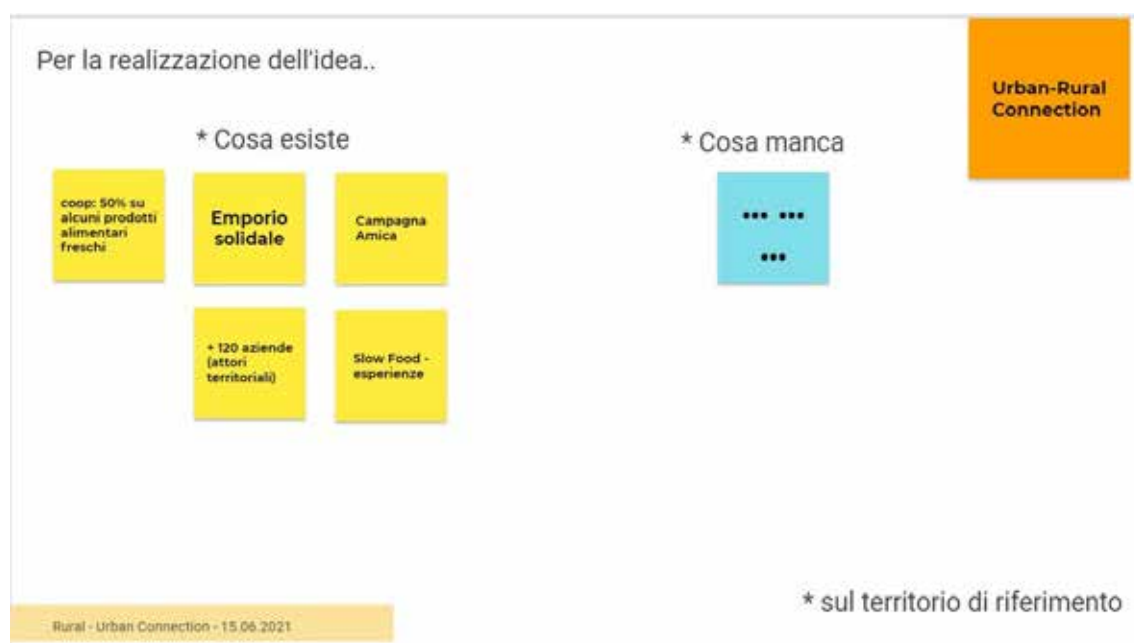 Per la realizzazione dell'idea..
Urban-Rural
Connection
* Cosa esiste
* Cosa manca
coop: 50% su
alcuni prodotti
alimentari
freschi
Emporio
solidale
Campagna
Amica
... ...
...
+ 120 aziende
(attori
territoriali)
Slow Food -
esperienze
* sul territorio di riferimento
Rural - Urban Connection - 15.06.2021